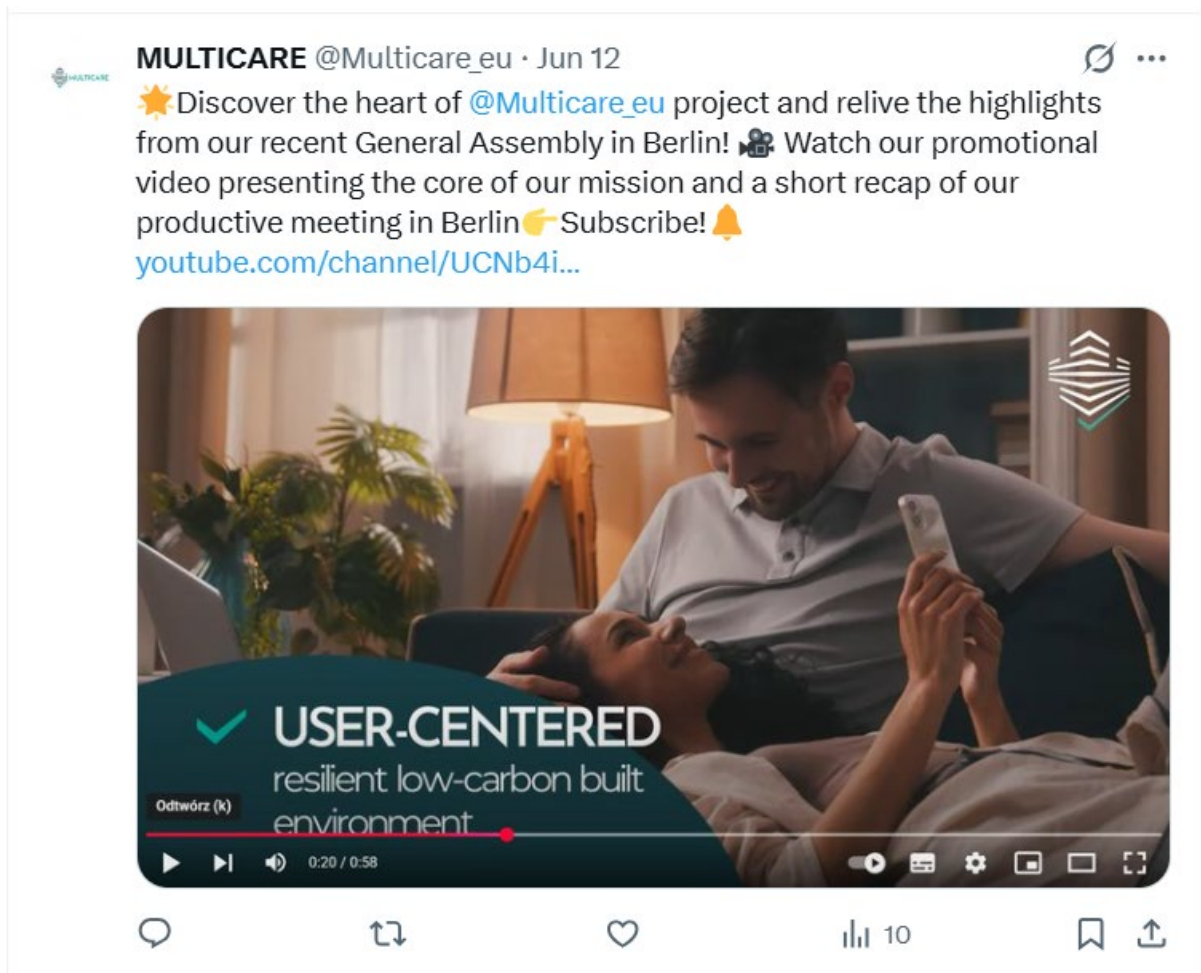 MULTICARE @Multicare_eu · Jun 12
MULTICARE
🌟Discover the heart of @Multicare_eu project and relive the highlights
from our recent General Assembly in Berlin! 🎥 Watch our promotional
video presenting the core of our mission and a short recap of our
productive meeting in Berlin👉Subscribe!🔔
youtube.com/channel/UCNb4i...
USER-CENTERED
resilient low-carbon built
environment
Odtwórz (k)
0:20 / 0:58
10